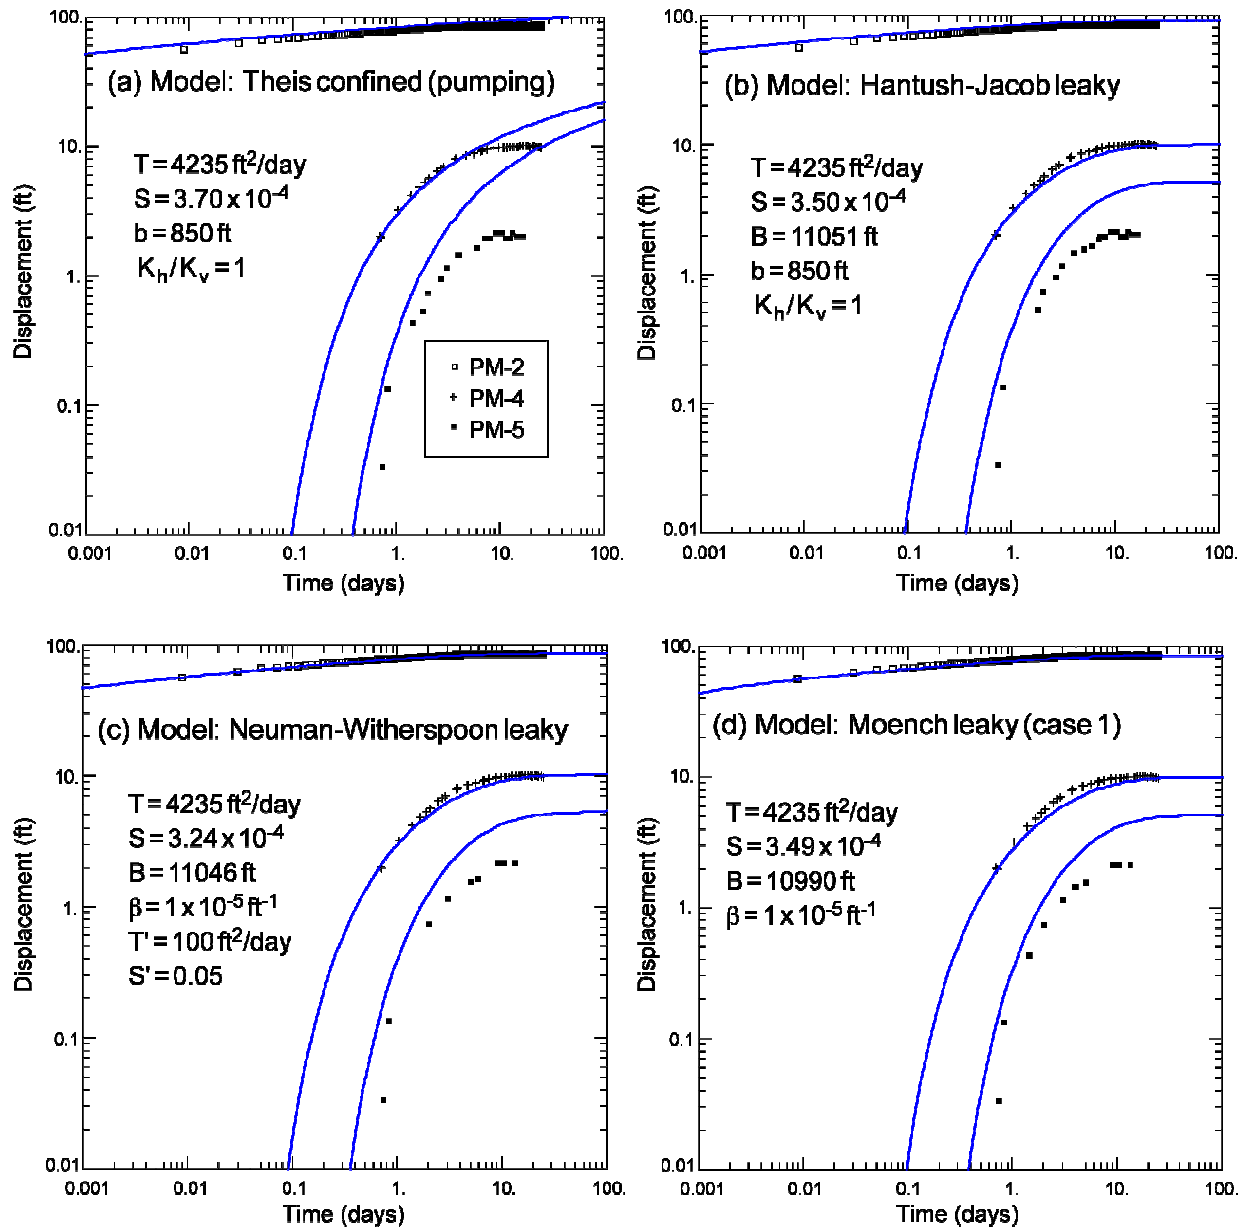 100.
10.
1.
0.1
0.01
Displacement (ft)
(a) Model: Theis confined (pumping)
T = 4235 ft²/day
S = 3.70 x 10⁻⁴
b = 850 ft
Kₕ/Kᵥ = 1
PM-2
PM-4
PM-5
0.001 0.01 0.1 1. 10. 100.
Time (days)
100.
10.
1.
0.1
0.01
Displacement (ft)
(b) Model: Hantush-Jacob leaky
T = 4235 ft²/day
S = 3.50 x 10⁻⁴
B = 11051 ft
b = 850 ft
Kₕ/Kᵥ = 1
0.001 0.01 0.1 1. 10. 100.
Time (days)
100.
10.
1.
0.1
0.01
Displacement (ft)
(c) Model: Neuman-Witherspoon leaky
T = 4235 ft²/day
S = 3.24 x 10⁻⁴
B = 11046 ft
β = 1 x 10⁻⁵ ft⁻¹
T' = 100 ft²/day
S' = 0.05
0.001 0.01 0.1 1. 10. 100.
Time (days)
100.
10.
1.
0.1
0.01
Displacement (ft)
(d) Model: Moench leaky (case 1)
T = 4235 ft²/day
S = 3.49 x 10⁻⁴
B = 10990 ft
β = 1 x 10⁻⁵ ft⁻¹
0.001 0.01 0.1 1. 10. 100.
Time (days)